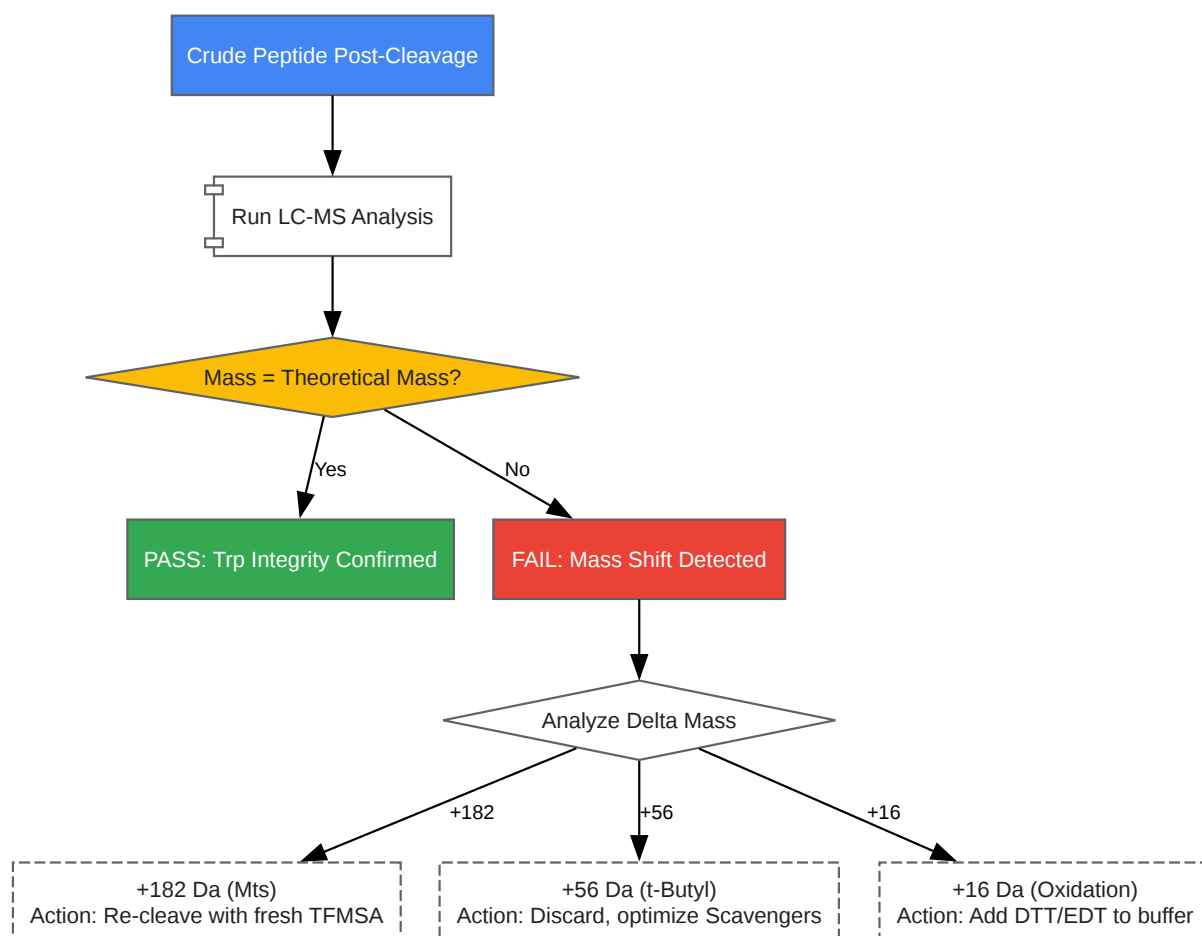 Crude Peptide Post-Cleavage
Run LC-MS Analysis
Mass = Theoretical Mass?
Yes
No
PASS: Trp Integrity Confirmed
FAIL: Mass Shift Detected
Analyze Delta Mass
+182
+56
+16
+182 Da (Mts)
Action: Re-cleave with fresh TFMSA
+56 Da (t-Butyl)
Action: Discard, optimize Scavengers
+16 Da (Oxidation)
Action: Add DTT/EDT to buffer